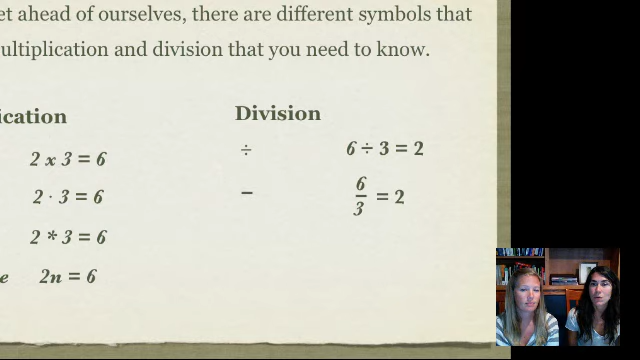 et ahead of ourselves, there are different symbols that
ultiplication and division that you need to know.
ication
Division
2 x 3 = 6
÷
6 ÷ 3 = 2
2 · 3 = 6
–
6/3 = 2
2 * 3 = 6
e 2n = 6